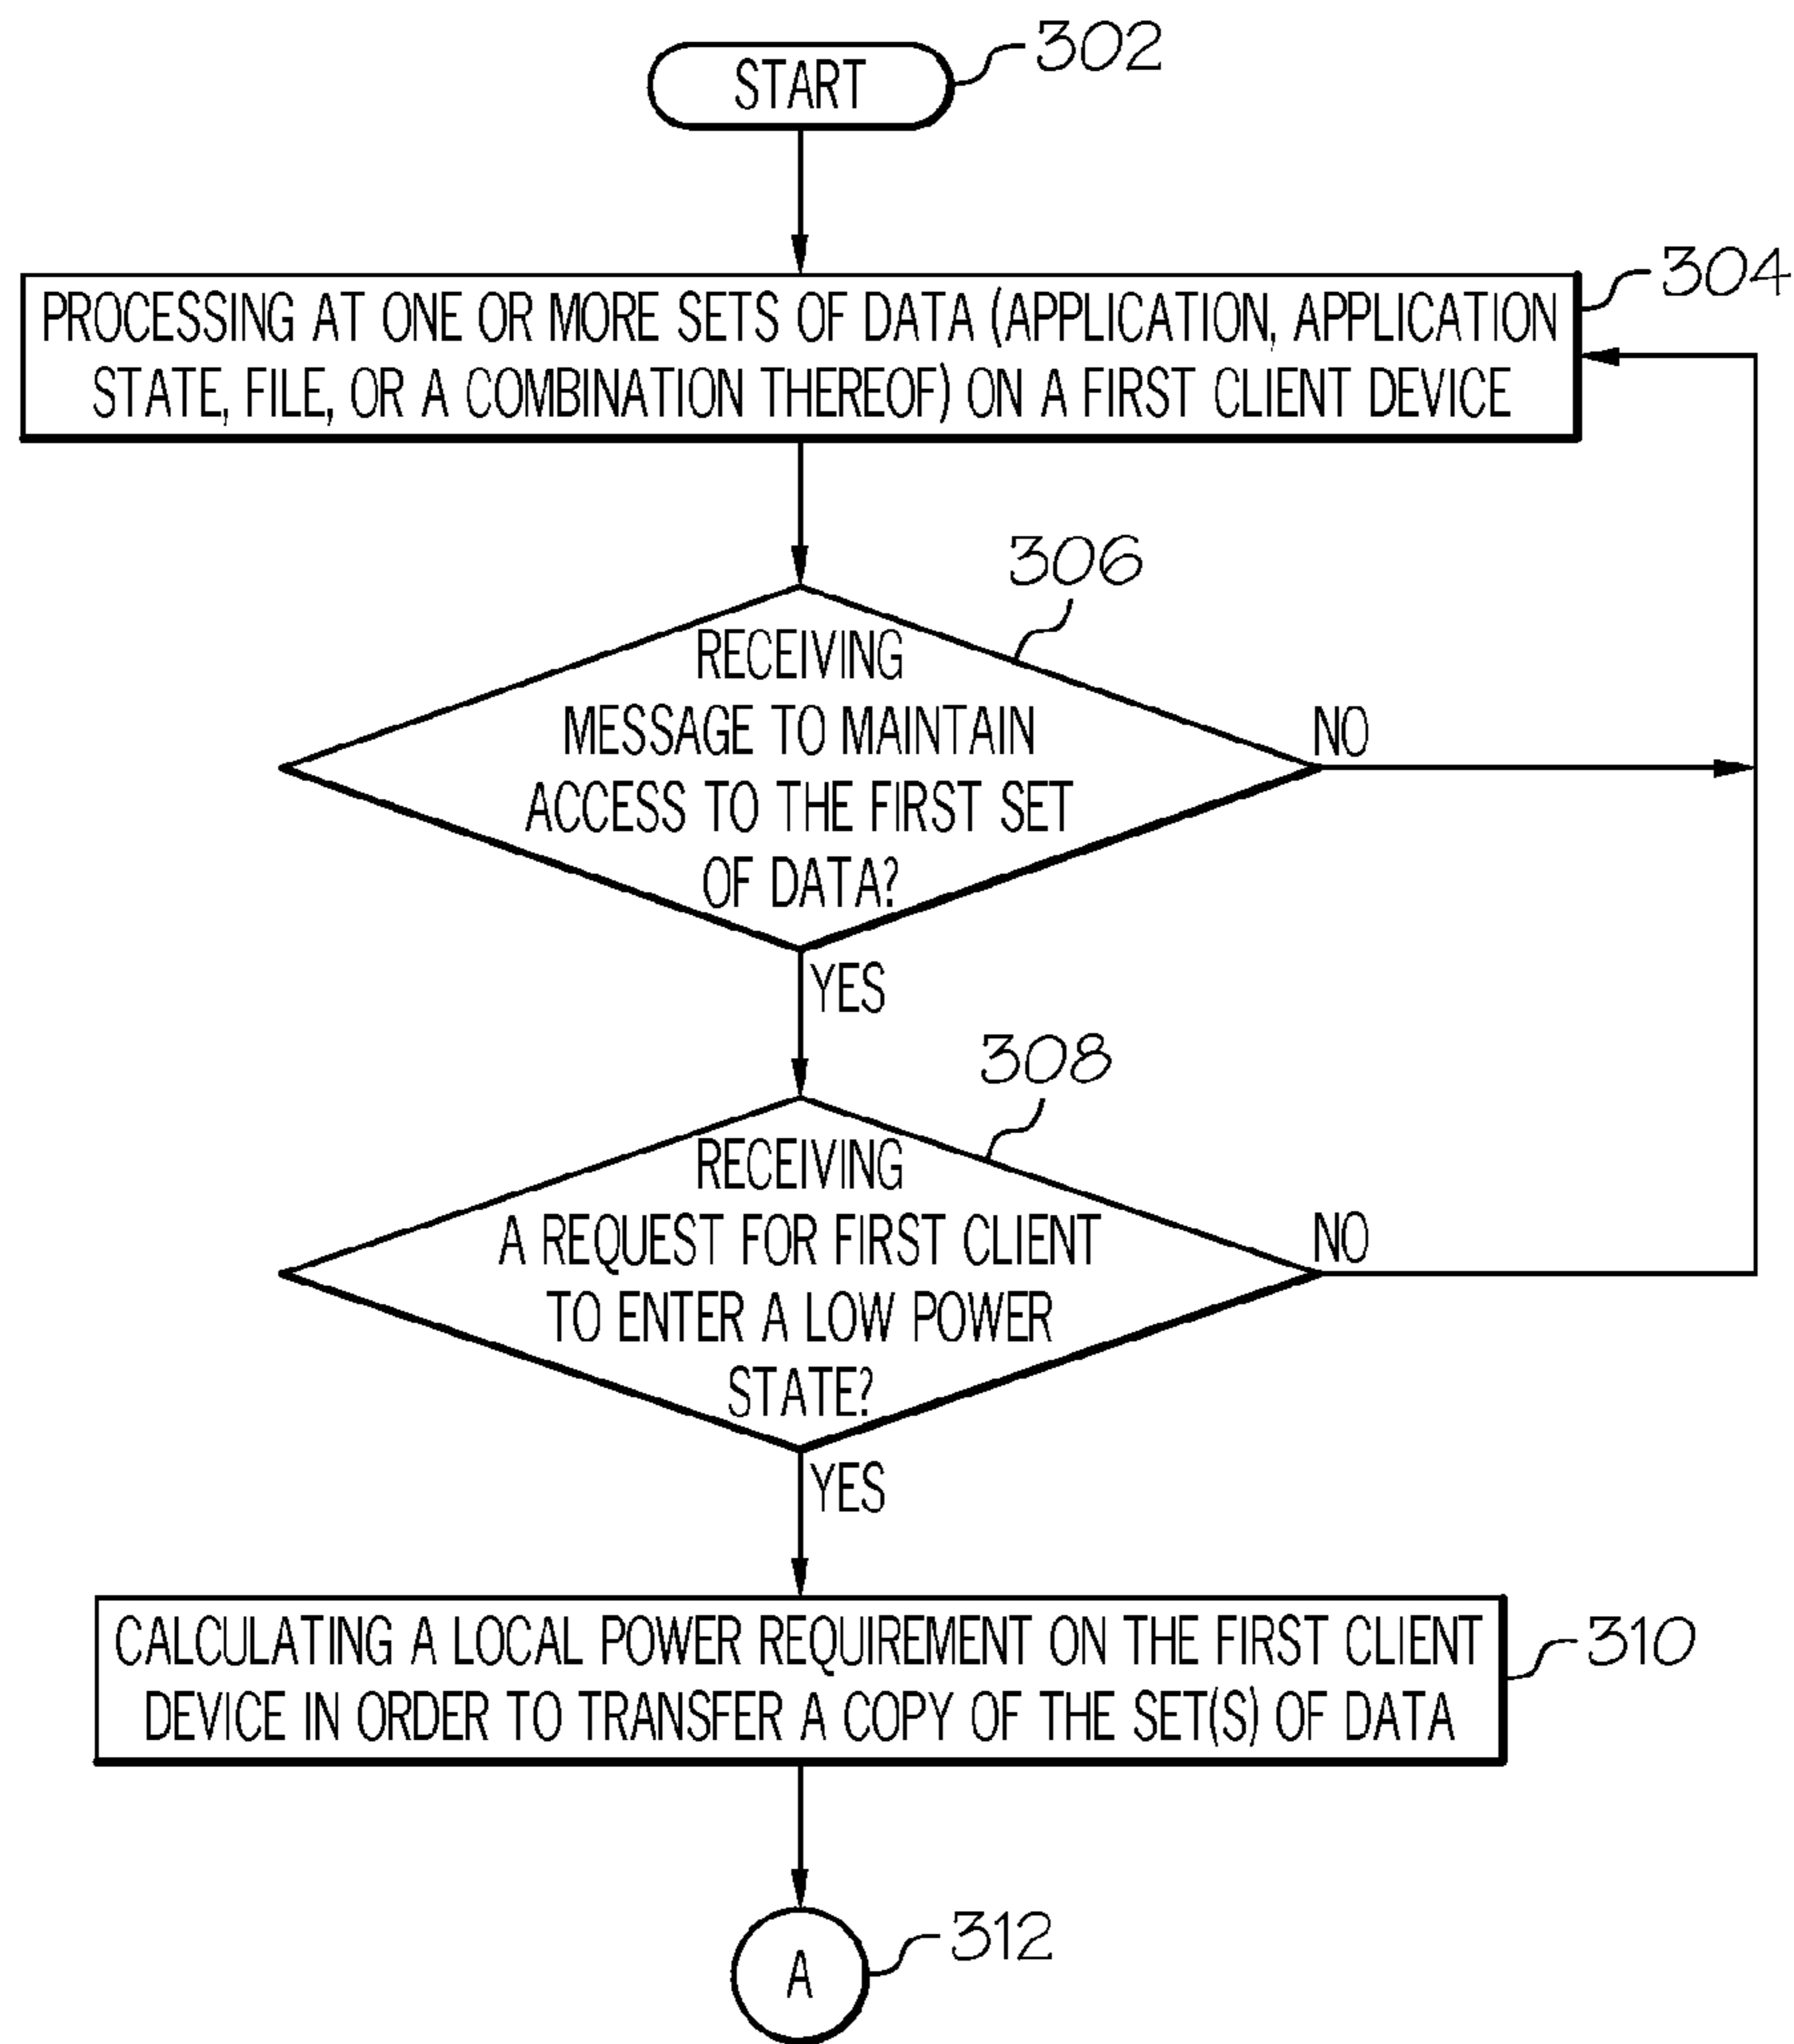 START
302
PROCESSING AT ONE OR MORE SETS OF DATA (APPLICATION, APPLICATION
STATE, FILE, OR A COMBINATION THEREOF) ON A FIRST CLIENT DEVICE
304
306
RECEIVING
MESSAGE TO MAINTAIN
ACCESS TO THE FIRST SET
OF DATA?
NO
YES
308
RECEIVING
A REQUEST FOR FIRST CLIENT
TO ENTER A LOW POWER
STATE?
NO
YES
CALCULATING A LOCAL POWER REQUIREMENT ON THE FIRST CLIENT
DEVICE IN ORDER TO TRANSFER A COPY OF THE SET(S) OF DATA
310
A
312